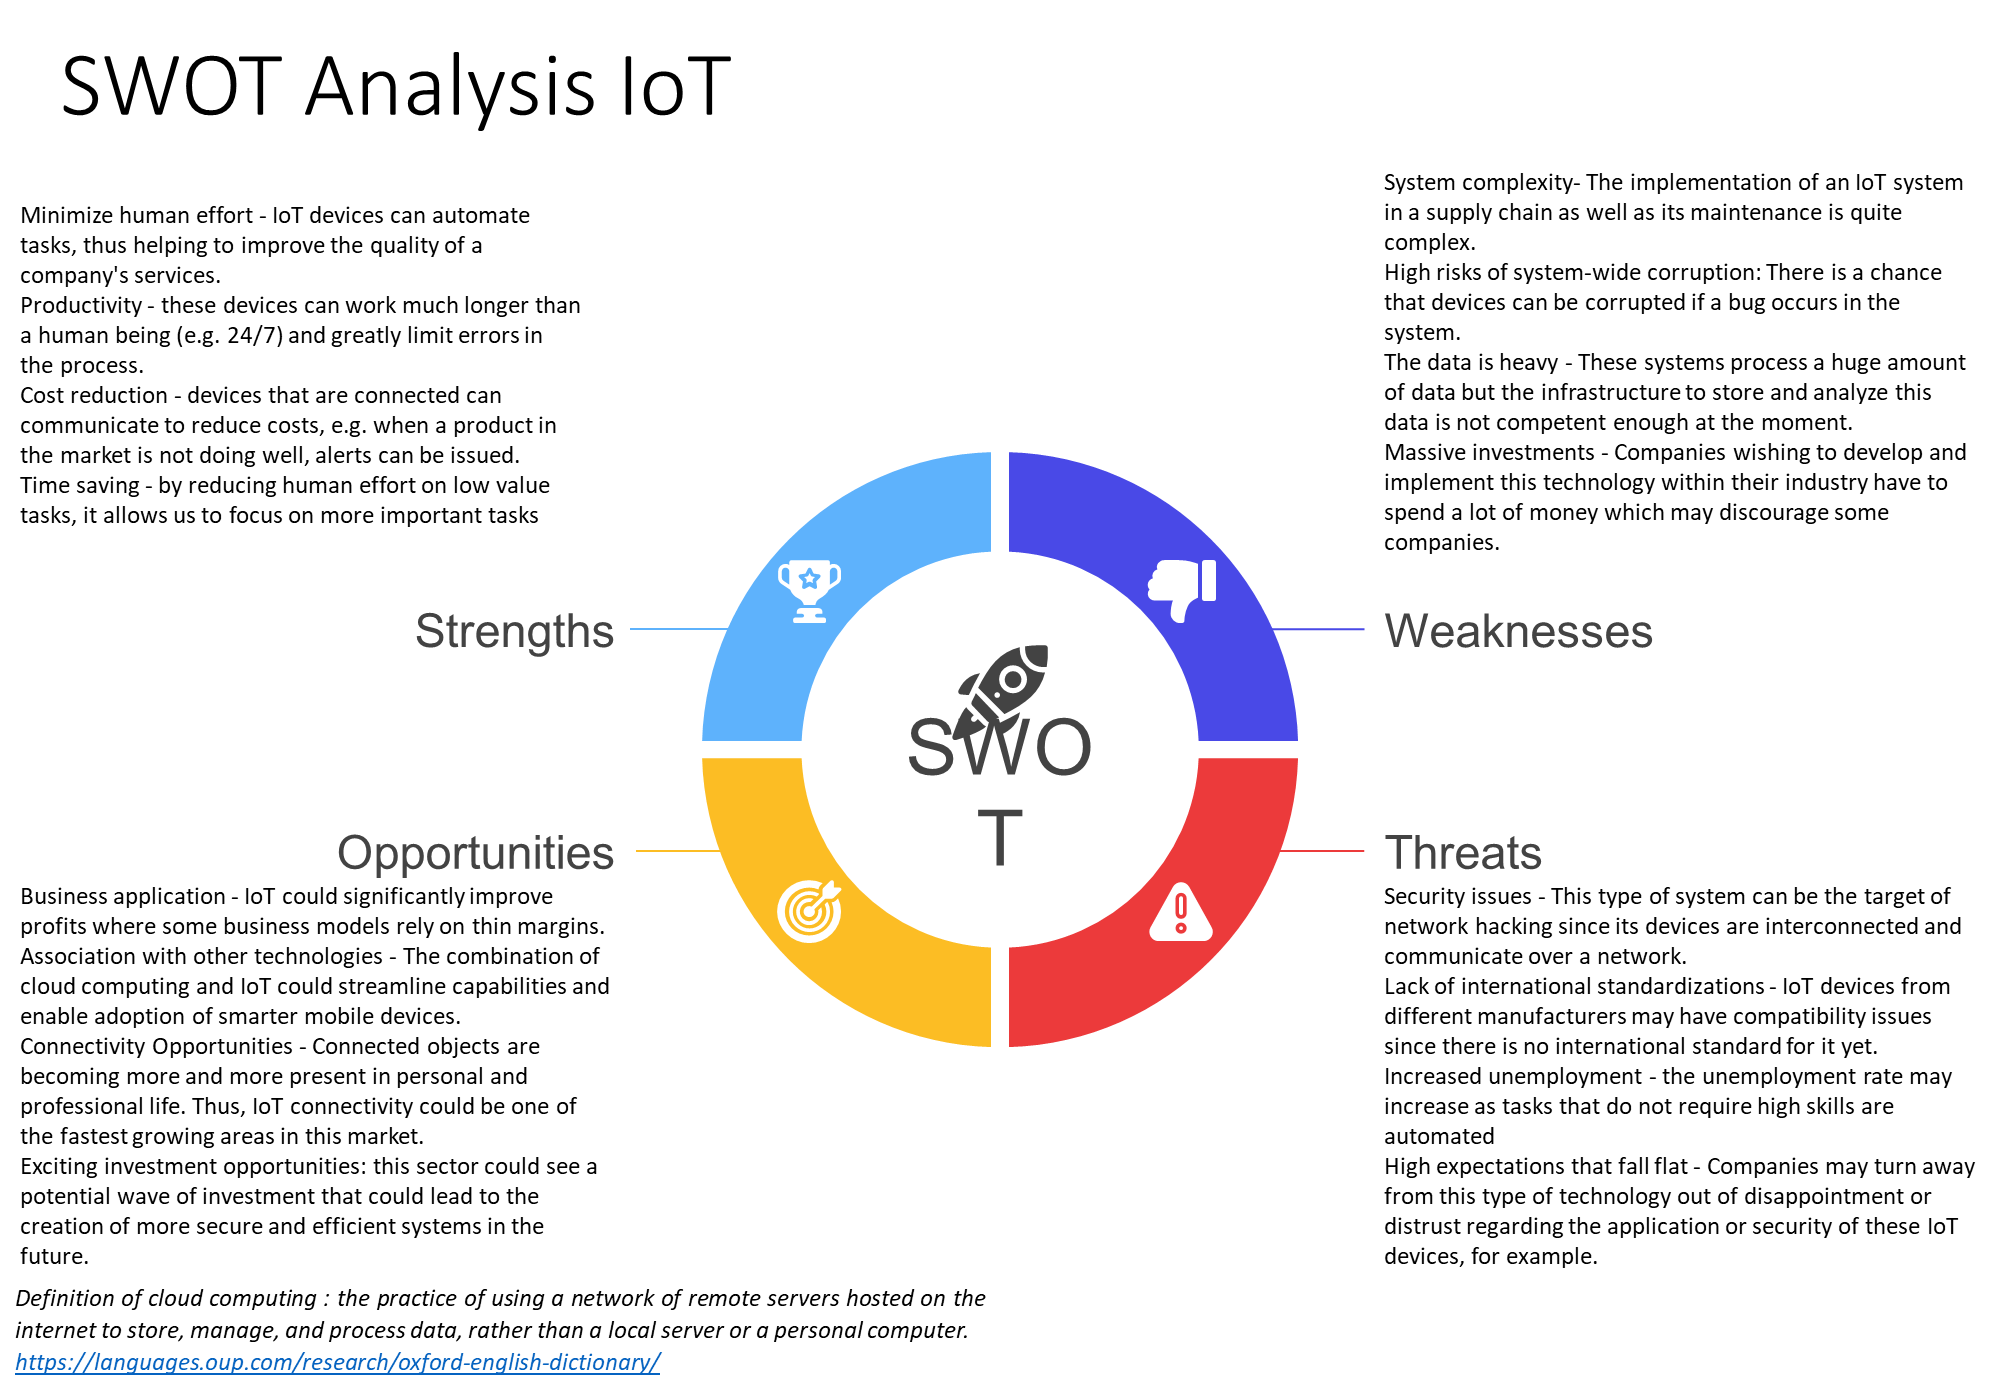 SWOT Analysis IoT
Minimize human effort - IoT devices can automate
tasks, thus helping to improve the quality of a
company's services.
Productivity - these devices can work much longer than
a human being (e.g. 24/7) and greatly limit errors in
the process.
Cost reduction - devices that are connected can
communicate to reduce costs, e.g. when a product in
the market is not doing well, alerts can be issued.
Time saving - by reducing human effort on low value
tasks, it allows us to focus on more important tasks
Strengths
System complexity- The implementation of an IoT system
in a supply chain as well as its maintenance is quite
complex.
High risks of system-wide corruption: There is a chance
that devices can be corrupted if a bug occurs in the
system.
The data is heavy - These systems process a huge amount
of data but the infrastructure to store and analyze this
data is not competent enough at the moment.
Massive investments - Companies wishing to develop and
implement this technology within their industry have to
spend a lot of money which may discourage some
companies.
Weaknesses
SWO
T
Opportunities
Business application - IoT could significantly improve
profits where some business models rely on thin margins.
Association with other technologies - The combination of
cloud computing and IoT could streamline capabilities and
enable adoption of smarter mobile devices.
Connectivity Opportunities - Connected objects are
becoming more and more present in personal and
professional life. Thus, IoT connectivity could be one of
the fastest growing areas in this market.
Exciting investment opportunities: this sector could see a
potential wave of investment that could lead to the
creation of more secure and efficient systems in the
future.
Threats
Security issues - This type of system can be the target of
network hacking since its devices are interconnected and
communicate over a network.
Lack of international standardizations - IoT devices from
different manufacturers may have compatibility issues
since there is no international standard for it yet.
Increased unemployment - the unemployment rate may
increase as tasks that do not require high skills are
automated
High expectations that fall flat - Companies may turn away
from this type of technology out of disappointment or
distrust regarding the application or security of these IoT
devices, for example.
Definition of cloud computing : the practice of using a network of remote servers hosted on the
internet to store, manage, and process data, rather than a local server or a personal computer.
https://languages.oup.com/research/oxford-english-dictionary/